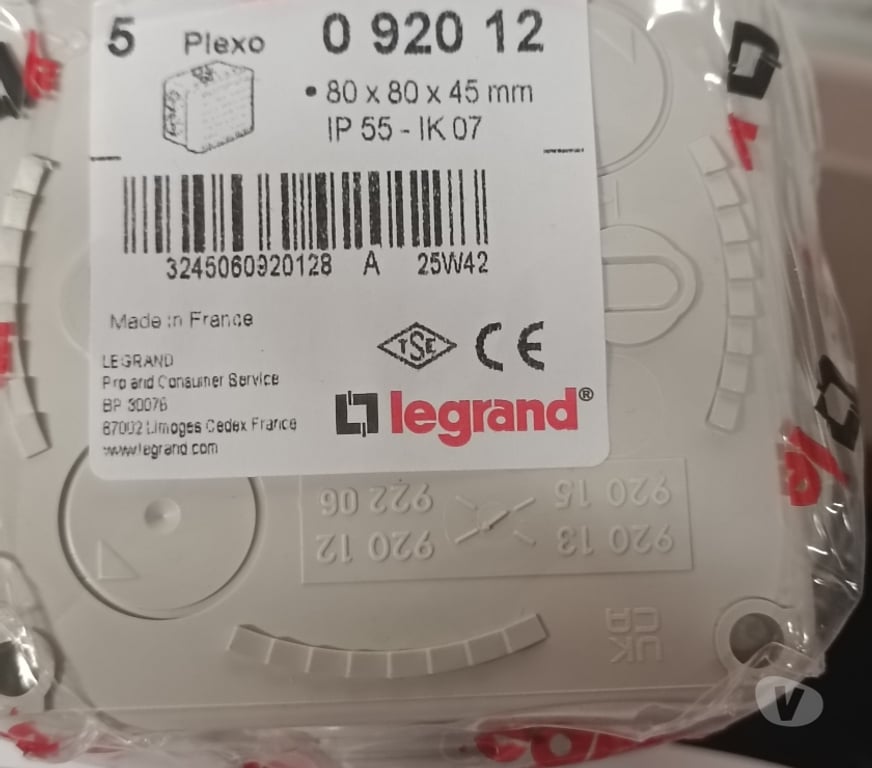 5 Plexo 0 920 12
• 80 x 80 x 45 mm
IP 55 - IK 07
3245060920128 A 25W42
Made in France
TSE CE
LEGRAND
Pro and Consumer Service
BP 30076
87002 Limoges Cedex France
www.legrand.com
legrand®
922 06 920 15
920 12 920 13
UK
CA
V